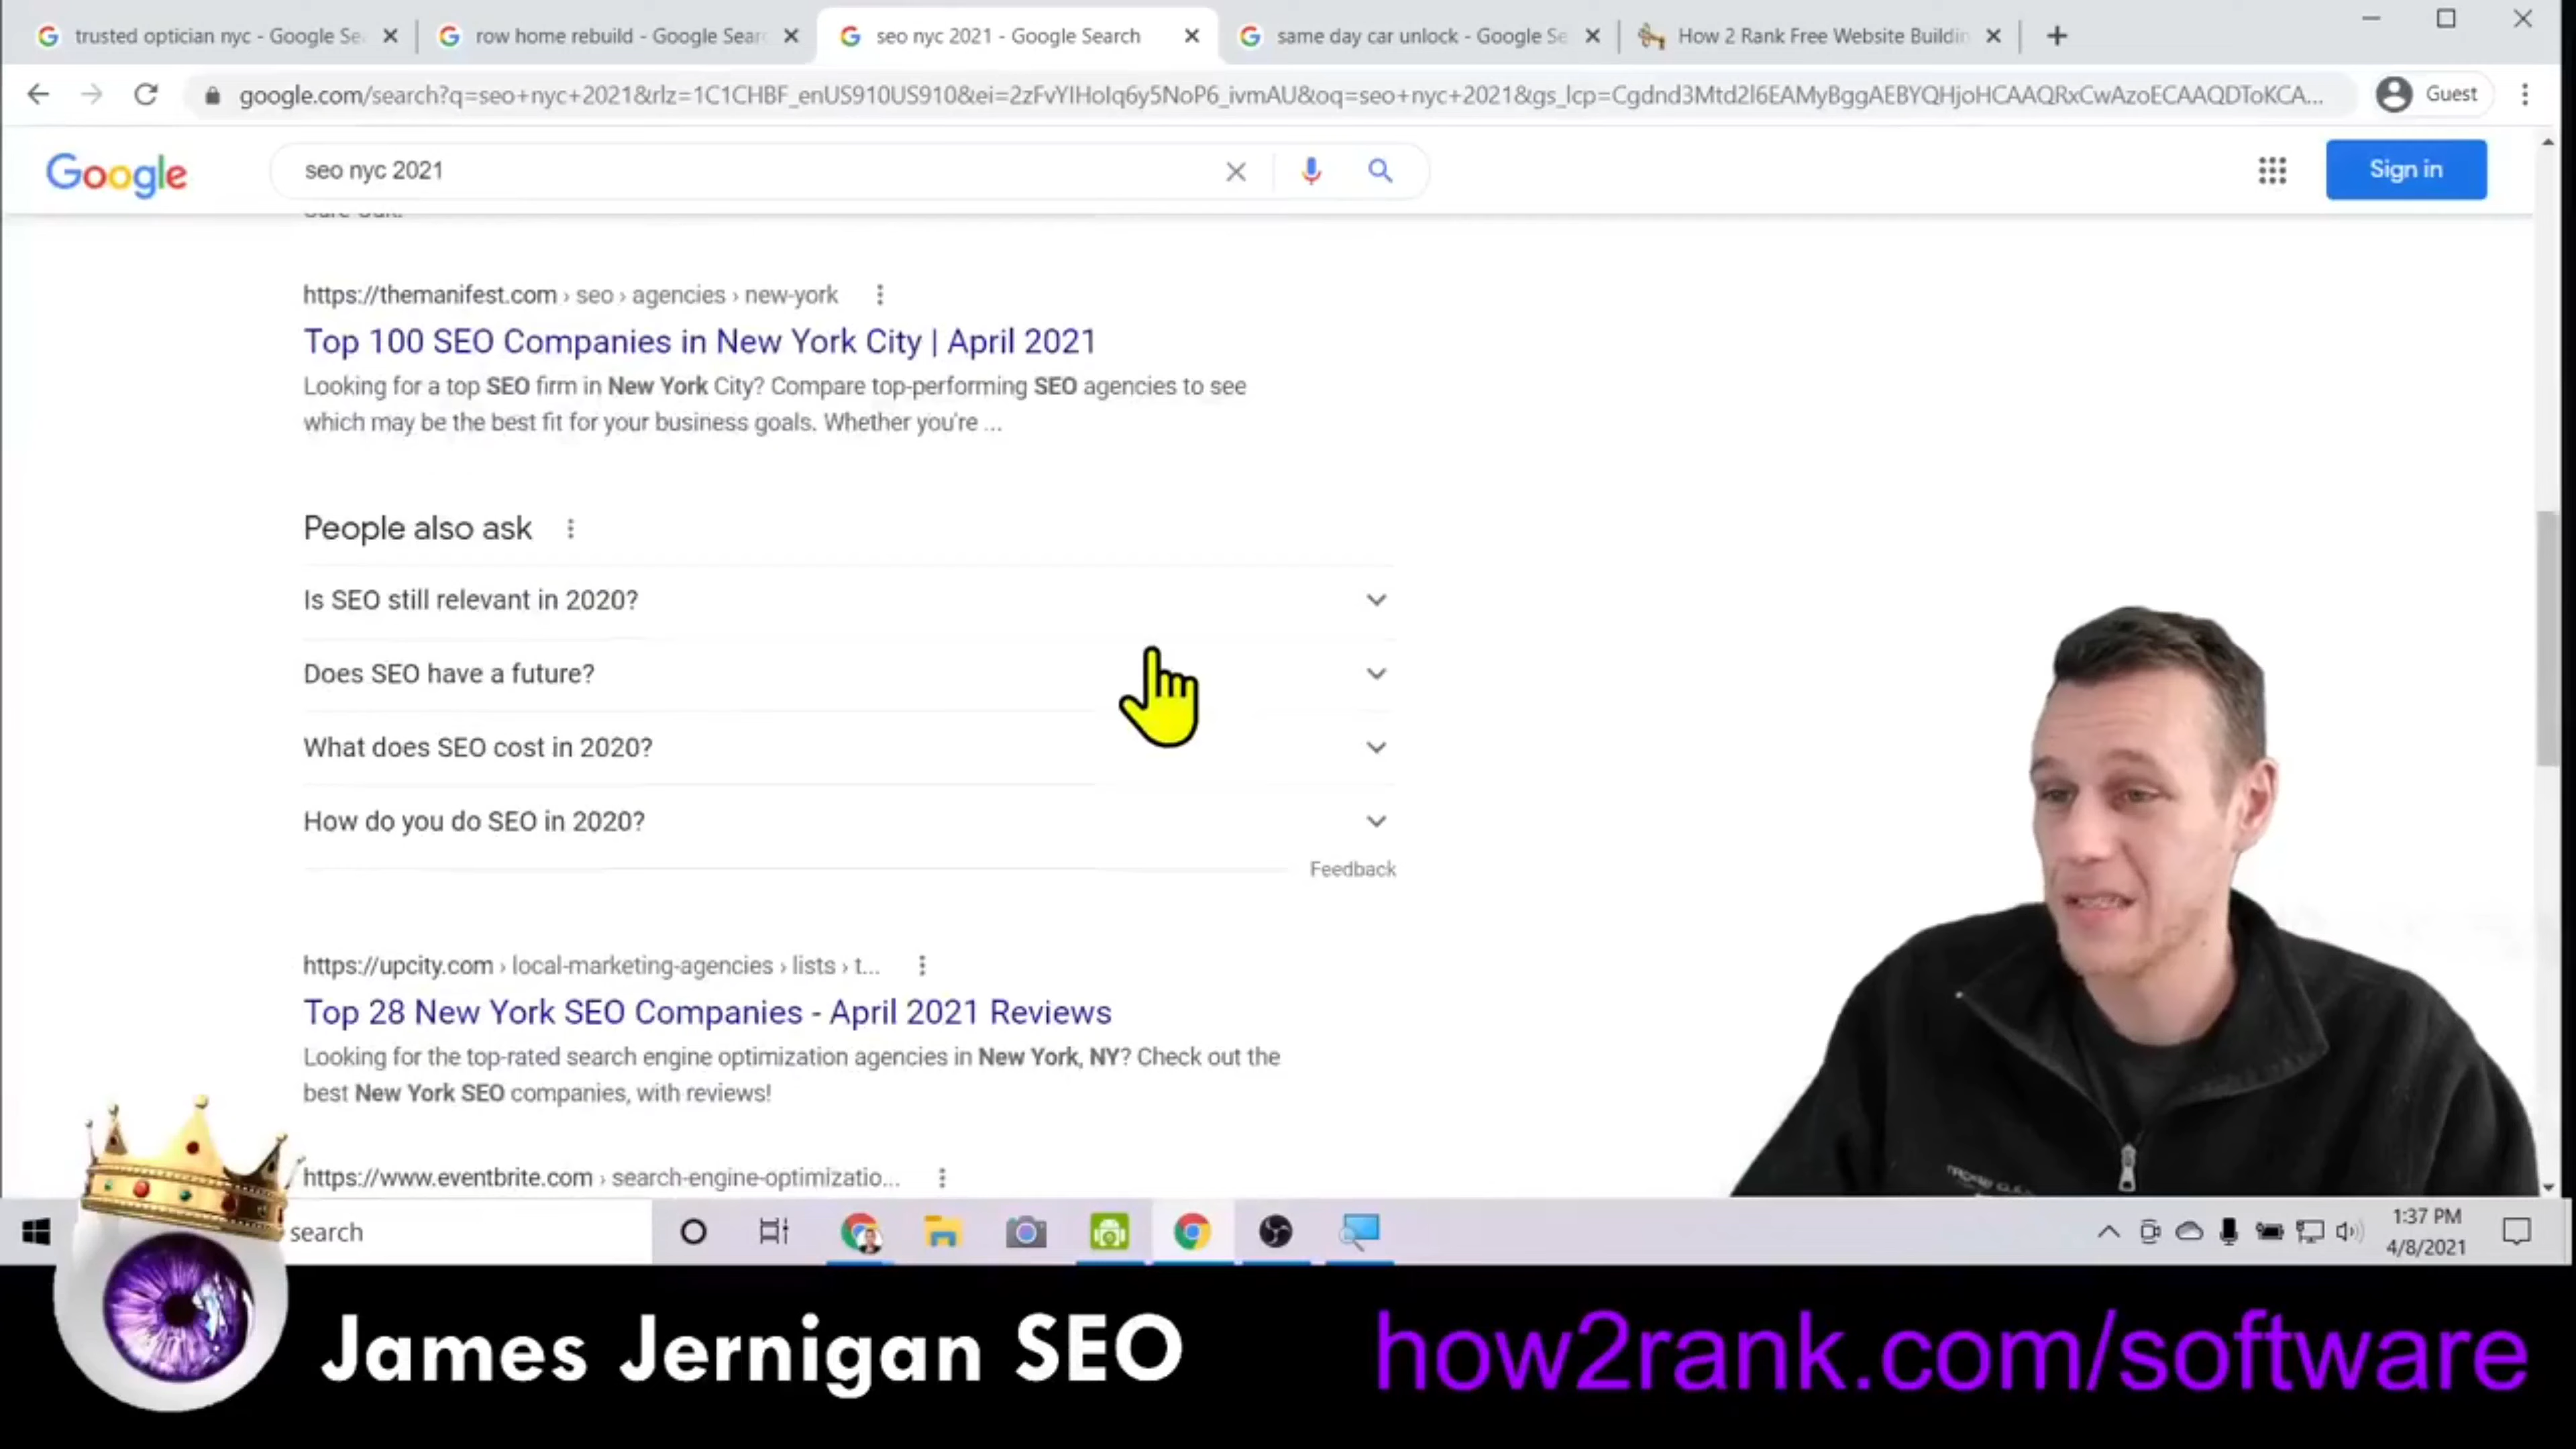 trusted optician nyc - Google Se
row home rebuild - Google Searc
seo nyc 2021 - Google Search
same day car unlock - Google Se
How 2 Rank Free Website Buildin
google.com/search?q=seo+nyc+2021&rlz=1C1CHBF_enUS910US910&ei=2zFvYIHoIq6y5NoP6_ivmAU&oq=seo+nyc+2021&gs_lcp=Cgdnd3Mtd2l6EAMyBggAEBYQHjoHCAAQRxCwAzoECAAQDToKCA...
Guest
Google
seo nyc 2021
Sign in
https://themanifest.com › seo › agencies › new-york
Top 100 SEO Companies in New York City | April 2021
Looking for a top SEO firm in New York City? Compare top-performing SEO agencies to see
which may be the best fit for your business goals. Whether you're ...
People also ask
Is SEO still relevant in 2020?
Does SEO have a future?
What does SEO cost in 2020?
How do you do SEO in 2020?
Feedback
https://upcity.com › local-marketing-agencies › lists › t...
Top 28 New York SEO Companies - April 2021 Reviews
Looking for the top-rated search engine optimization agencies in New York, NY? Check out the
best New York SEO companies, with reviews!
https://www.eventbrite.com › search-engine-optimizatio...
search
1:37 PM
4/8/2021
James Jernigan SEO
how2rank.com/software